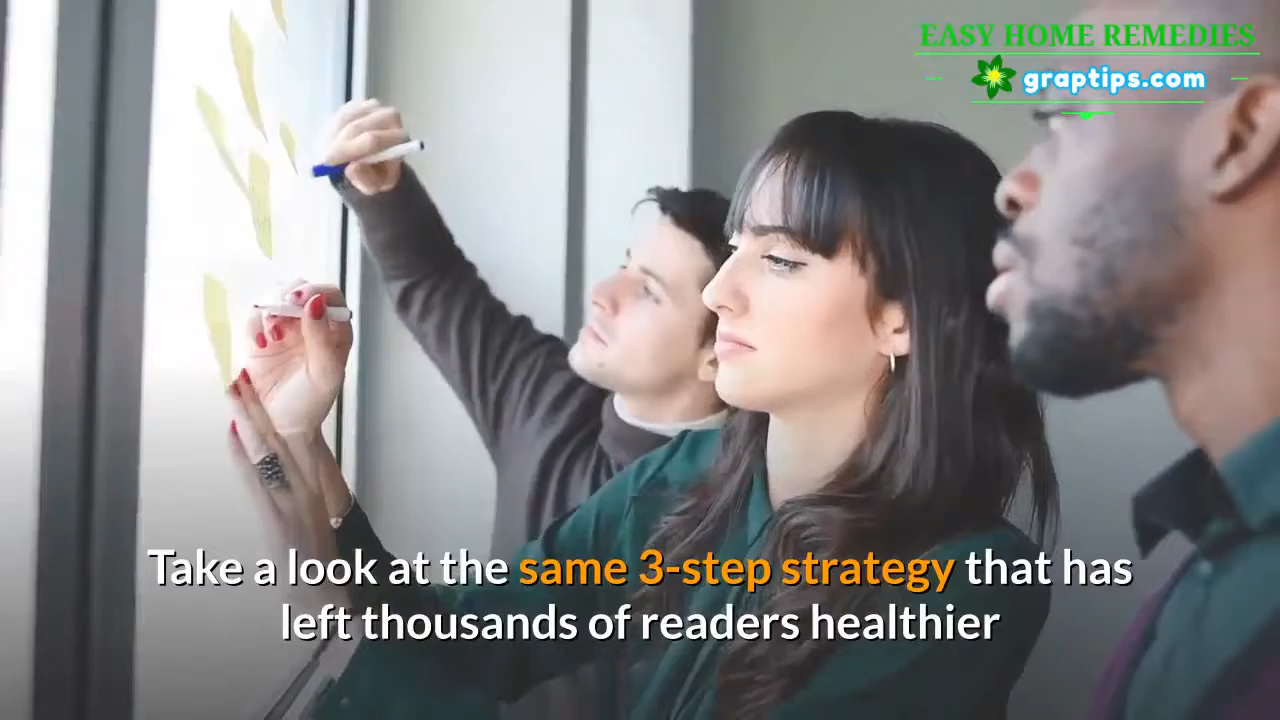 EASY HOME REMEDIES
graptips.com
Take a look at the same 3-step strategy that has
left thousands of readers healthier